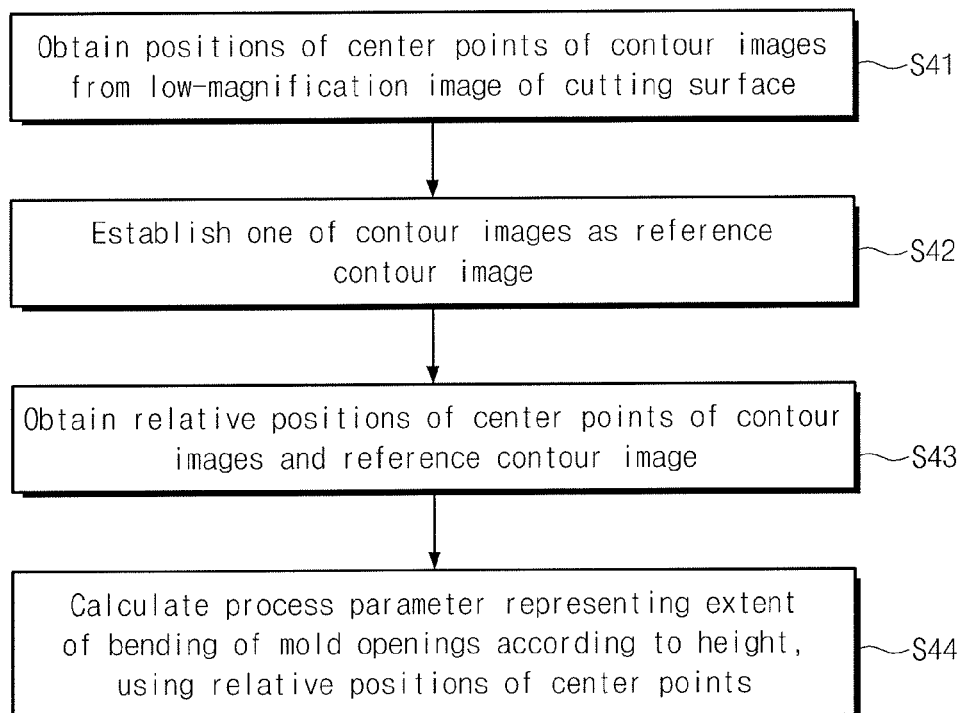 Obtain positions of center points of contour images
from low-magnification image of cutting surface
S41
Establish one of contour images as reference
contour image
S42
Obtain relative positions of center points of contour
images and reference contour image
S43
Calculate process parameter representing extent
of bending of mold openings according to height,
using relative positions of center points
S44